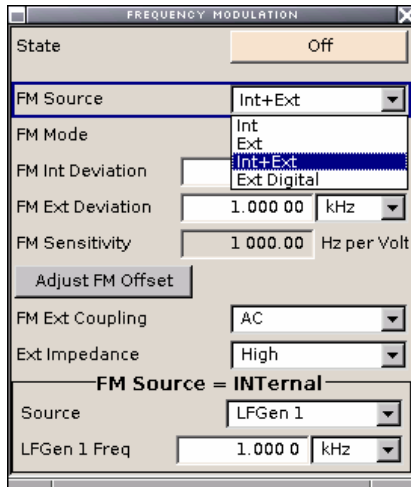 FREQUENCY MODULATION
State Off
FM Source Int+Ext
FM Mode Int
Ext
Int+Ext
Ext Digital
FM Int Deviation
FM Ext Deviation 1.000 00 kHz
FM Sensitivity 1 000.00 Hz per Volt
Adjust FM Offset
FM Ext Coupling AC
Ext Impedance High
FM Source = INTernal
Source LFGen 1
LFGen 1 Freq 1.000 0 kHz